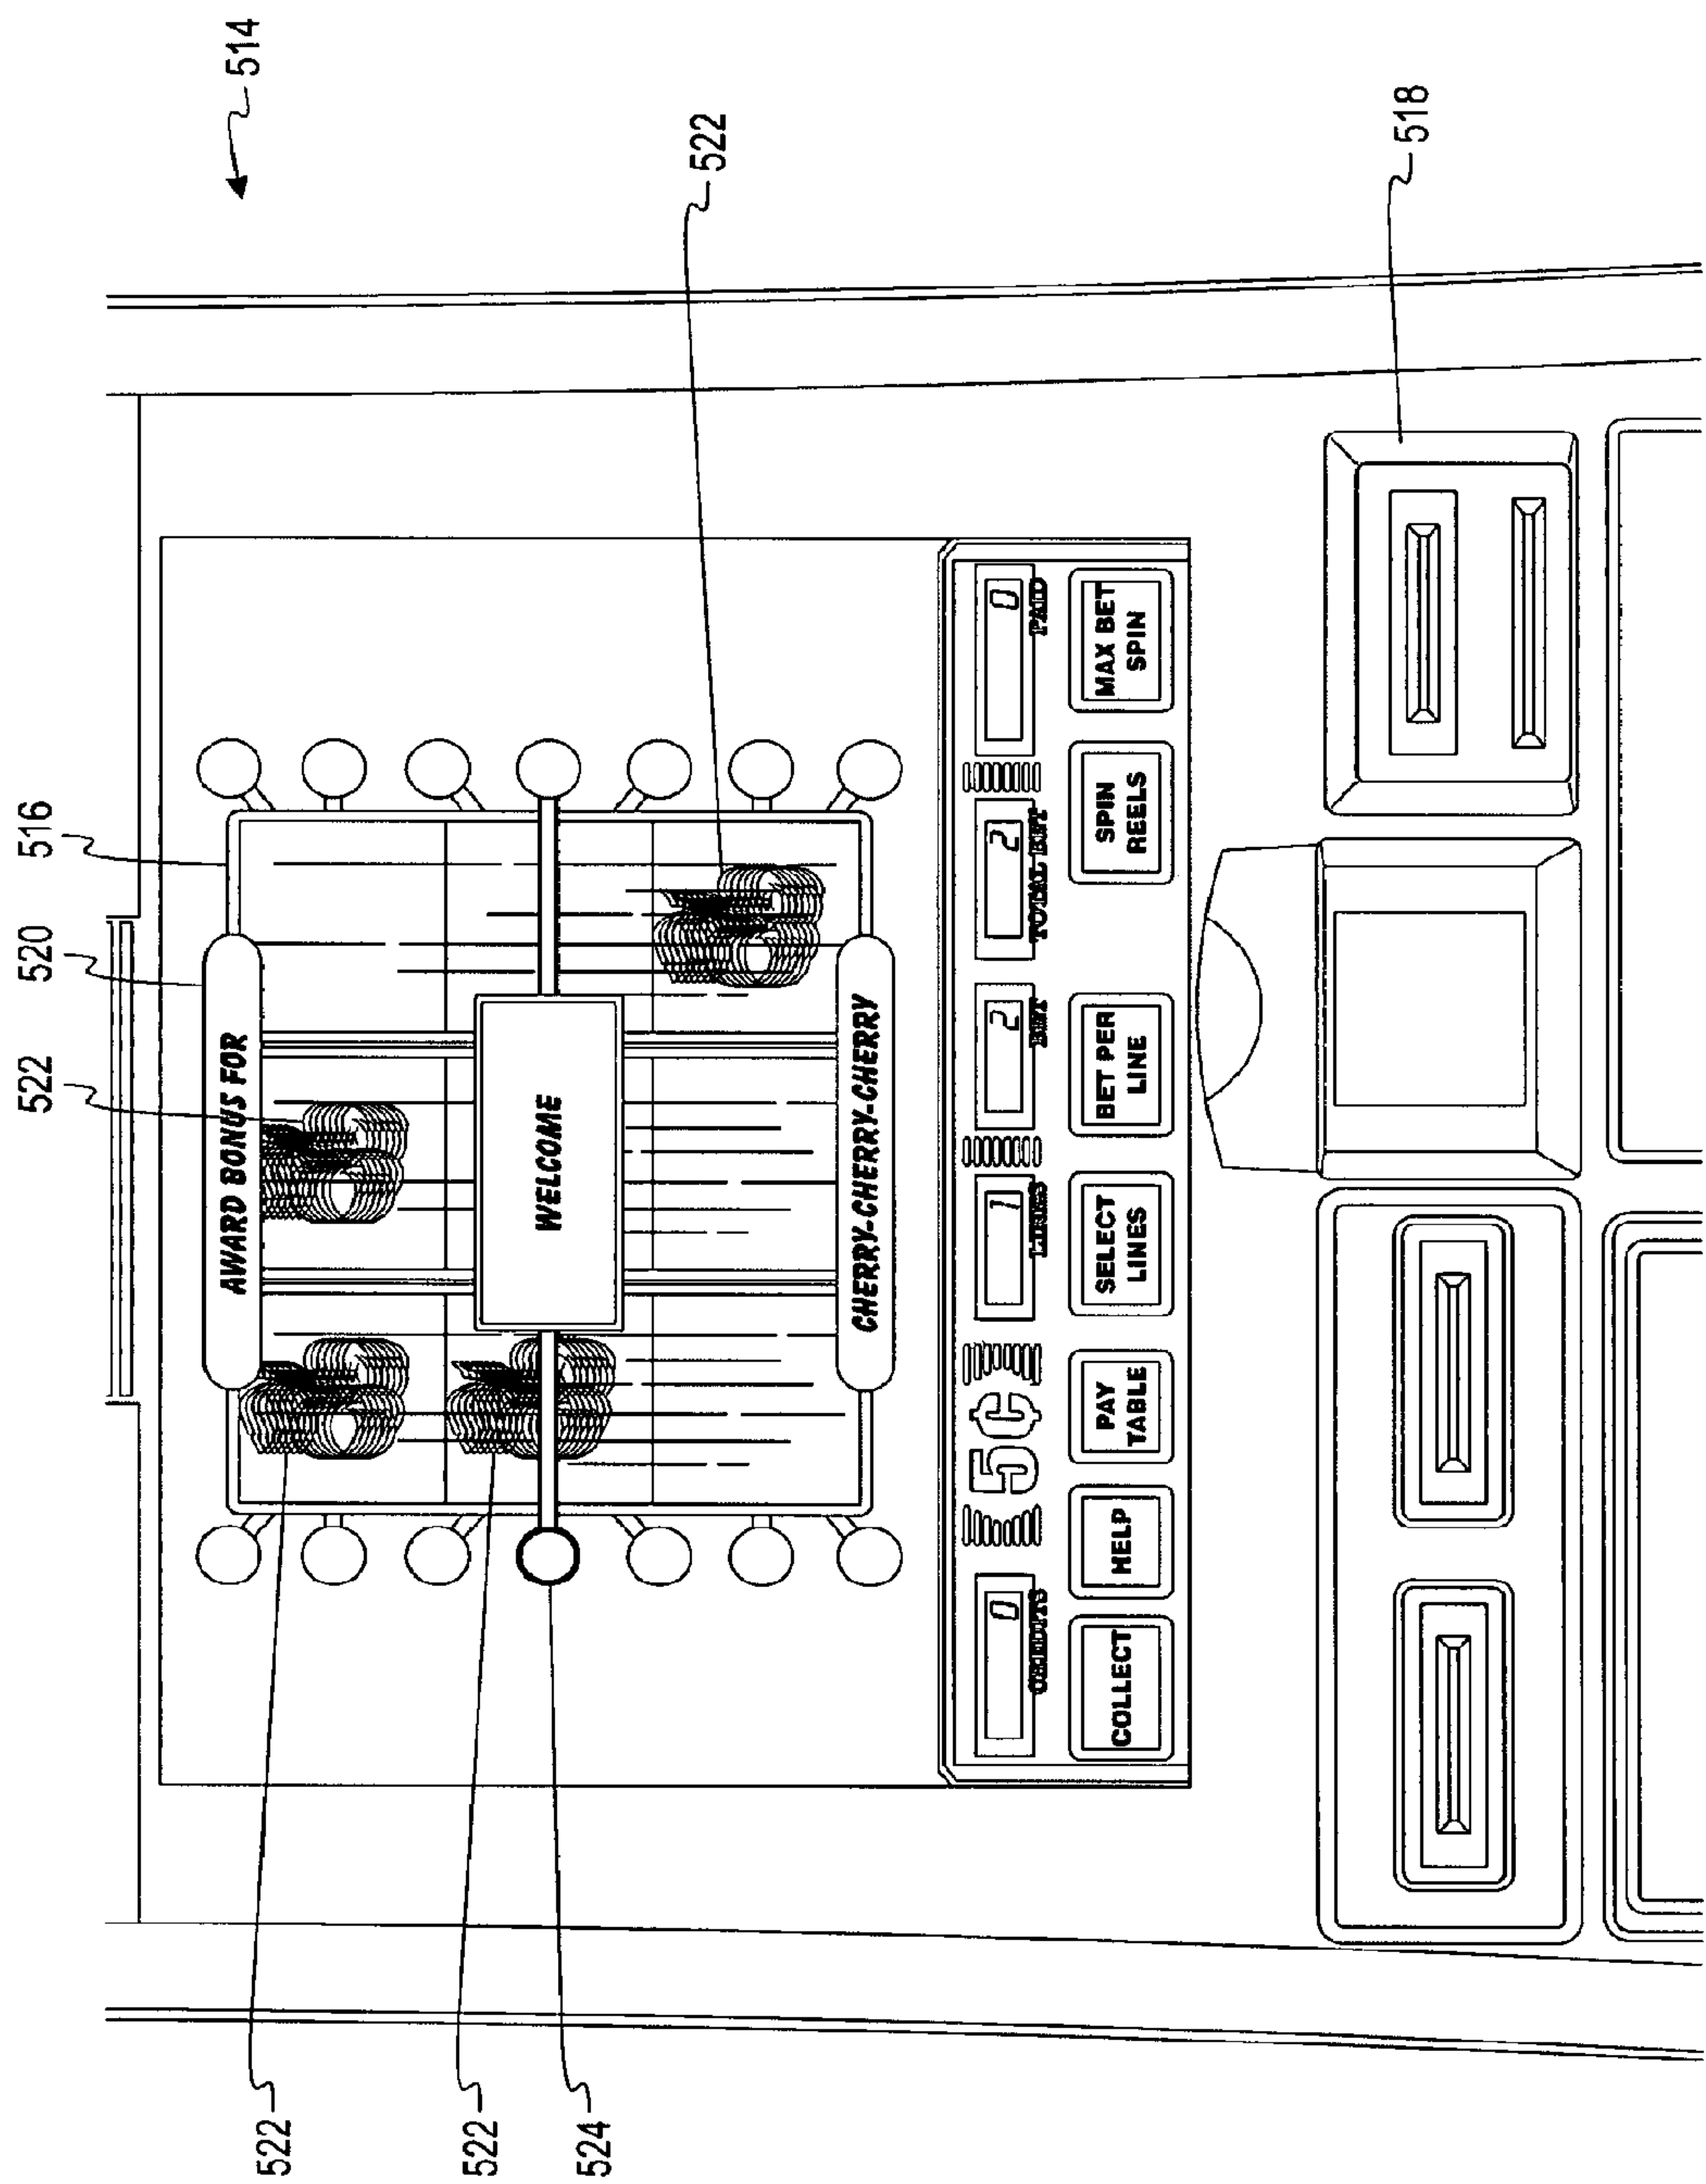 514
516
520
522
522
522
522
524
518
AWARD BONUS FOR
WELCOME
CHERRY-CHERRY-CHERRY
0
5¢
1
2
2
0
CREDITS
LINES
BET
TOTAL BET
PAID
COLLECT
HELP
PAY
TABLE
SELECT
LINES
BET PER
LINE
SPIN
REELS
MAX BET
SPIN